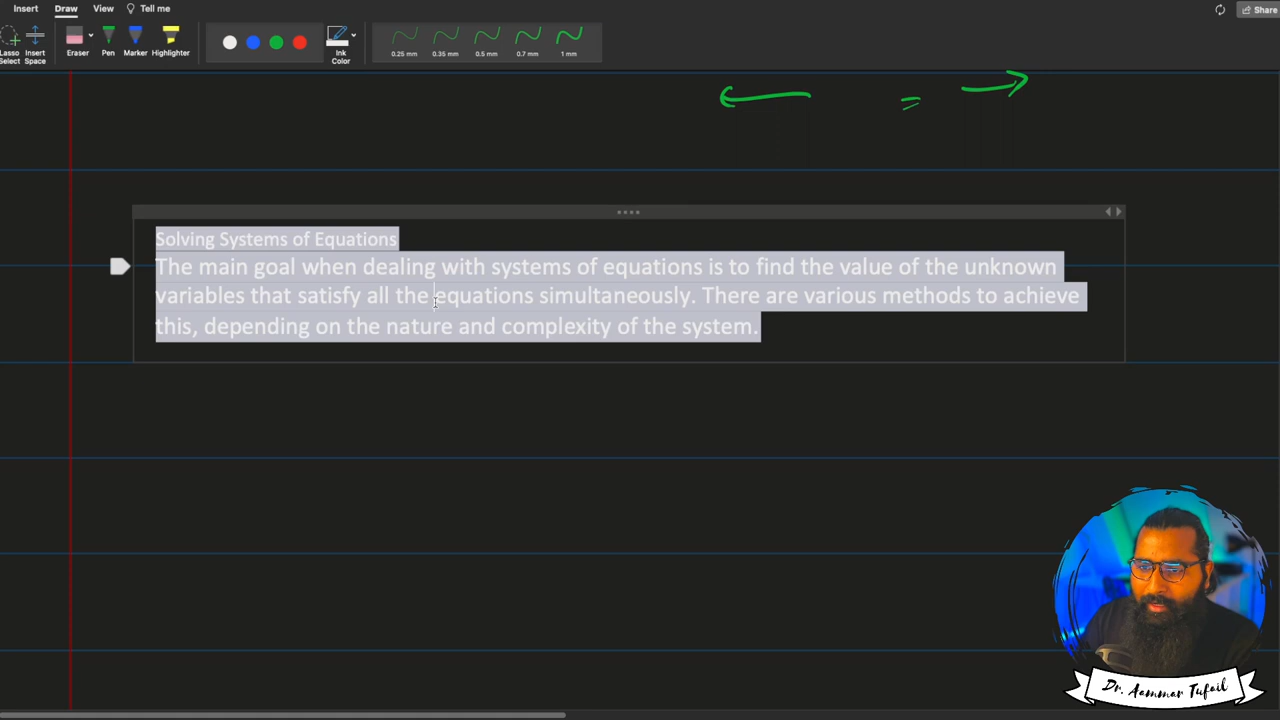 Insert Draw View Tell me Share
Lasso Select
Insert Space
Eraser
Pen
Marker
Highlighter
Ink Color
0.25 mm
0.35 mm
0.5 mm
0.7 mm
1 mm
=
Solving Systems of Equations
The main goal when dealing with systems of equations is to find the value of the unknown
variables that satisfy all the equations simultaneously. There are various methods to achieve
this, depending on the nature and complexity of the system.
Dr. Aammar Tufail